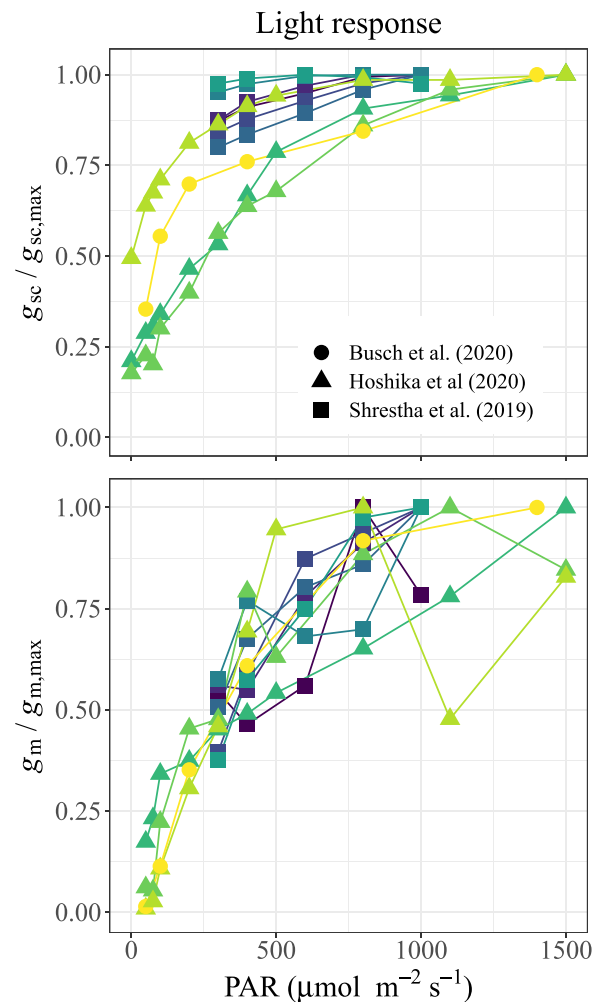 Light response
1.00
0.75
0.50
0.25
0.00
gsc / gsc,max
Busch et al. (2020)
Hoshika et al (2020)
Shrestha et al. (2019)
1.00
0.75
0.50
0.25
0.00
gm / gm,max
0 500 1000 1500
PAR (μmol m⁻² s⁻¹)